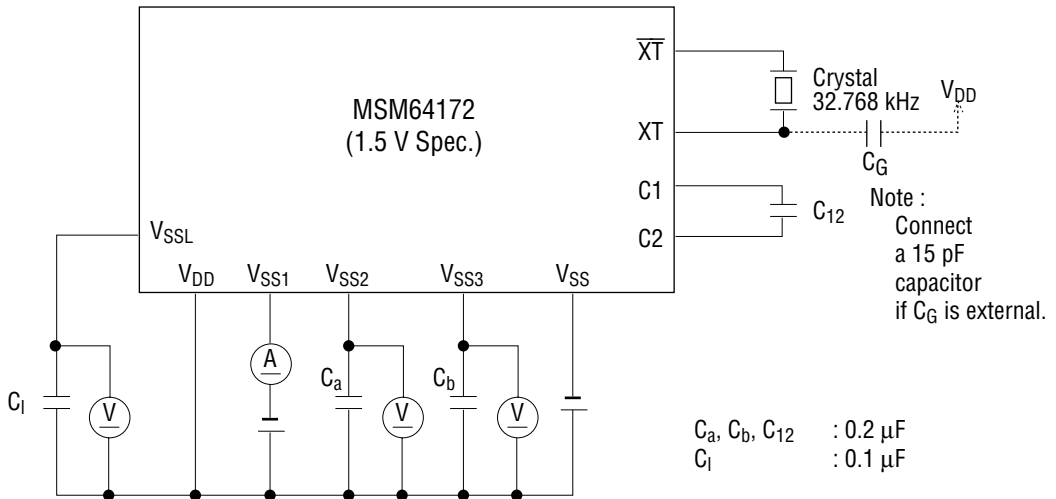 XT
Crystal
32.768 kHz
V_DD
MSM64172
(1.5 V Spec.)
XT
C_G
C1
C_12
C2
Note :
Connect
a 15 pF
capacitor
if C_G is external.
V_SSL
V_DD V_SS1 V_SS2 V_SS3 V_SS
A
C_a C_b
C_l V V V
C_a, C_b, C_12 : 0.2 μF
C_l : 0.1 μF